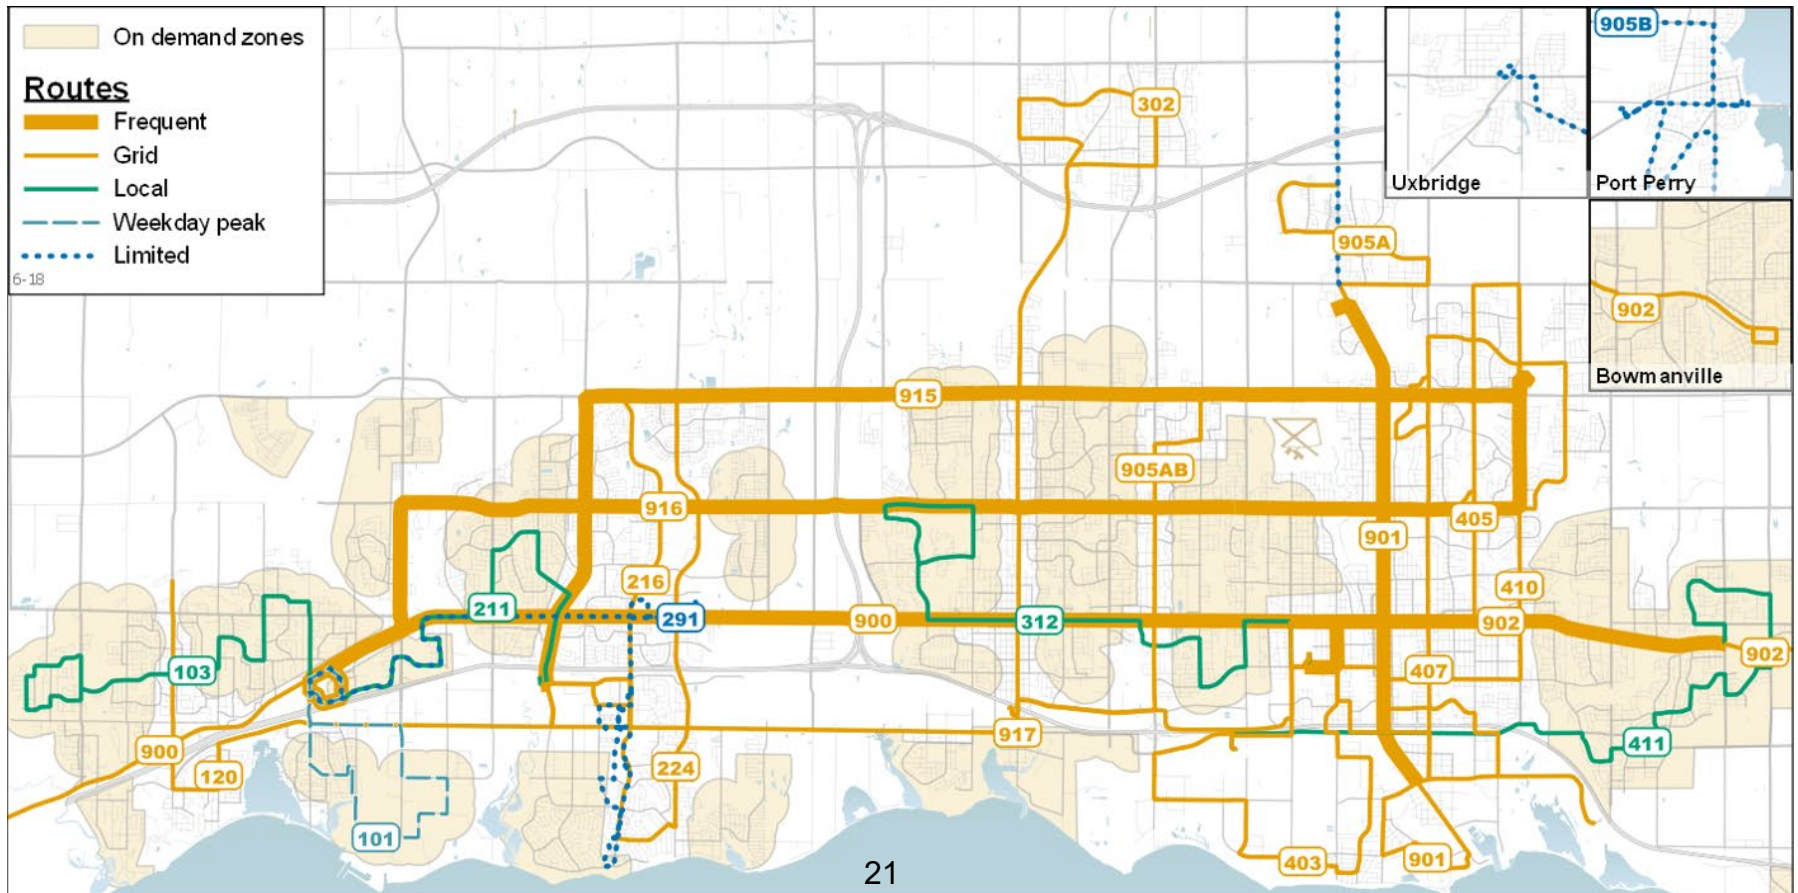 On demand zones
Routes
Frequent
Grid
Local
Weekday peak
Limited
6-18
905B
Uxbridge
Port Perry
302
905A
902
Bowmanville
915
905AB
916
405
901
216
410
211
291
900
312
902
902
103
407
900
917
411
120
224
101
403
901
21